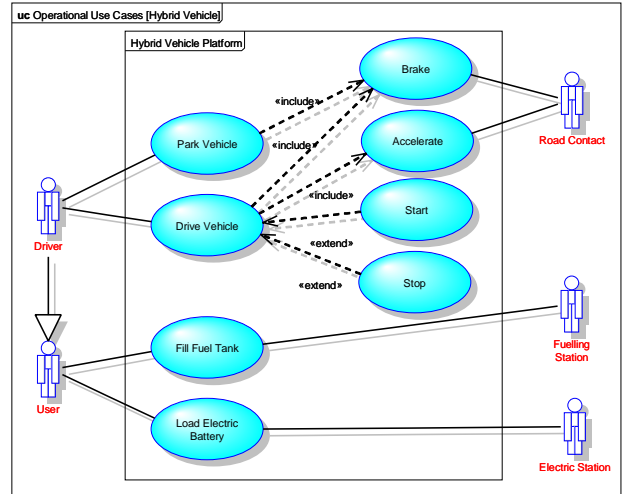 uc Operational Use Cases [Hybrid Vehicle]
Hybrid Vehicle Platform
Brake
«include»
Road Contact
Park Vehicle
«include»
Accelerate
«include»
Driver
Drive Vehicle
Start
«extend»
Stop
«extend»
Fill Fuel Tank
Fuelling
Station
User
Load Electric
Battery
Electric Station